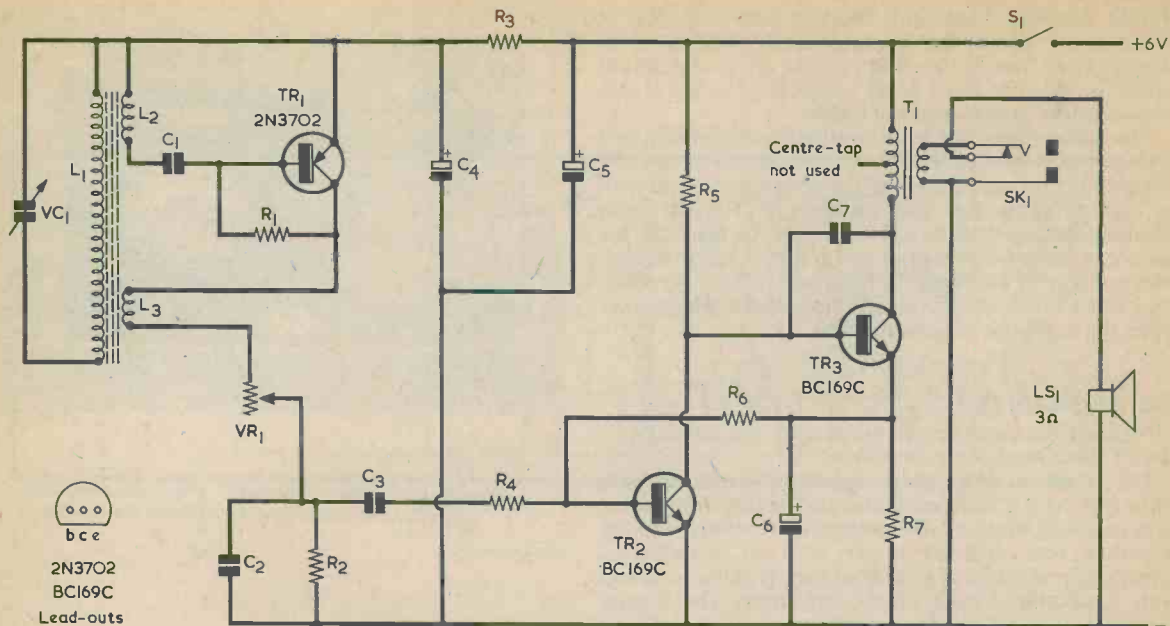 R3
S1
+6V
L2
TR1
2N3702
C1
L1
VC1
R1
L3
C4
C5
R5
T1
Centre-tap
not used
SK1
C7
TR3
BC169C
VR1
LS1
3Ω
R6
C3
R4
b c e
2N3702
BC169C
Lead-outs
C2
R2
TR2
BC169C
C6
R7